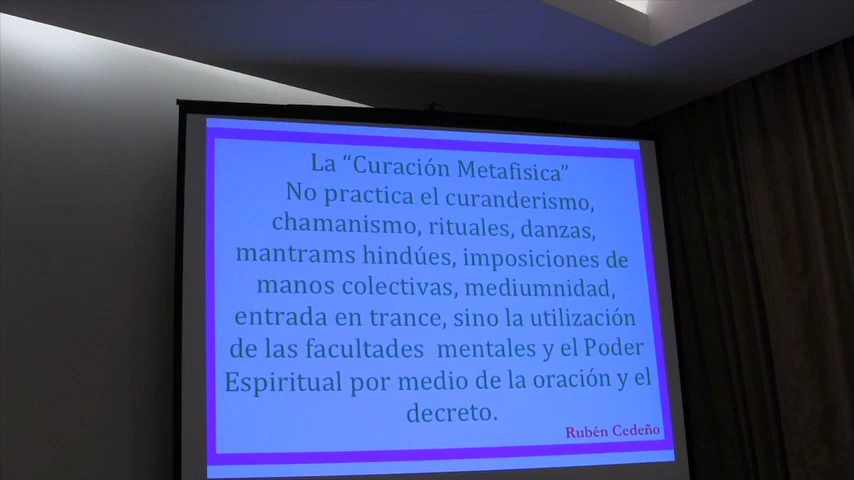 La “Curación Metafisica”
No practica el curanderismo,
chamanismo, rituales, danzas,
mantrams hindúes, imposiciones de
manos colectivas, mediumnidad,
entrada en trance, sino la utilización
de las facultades mentales y el Poder
Espiritual por medio de la oración y el
decreto.
Rubén Cedeño